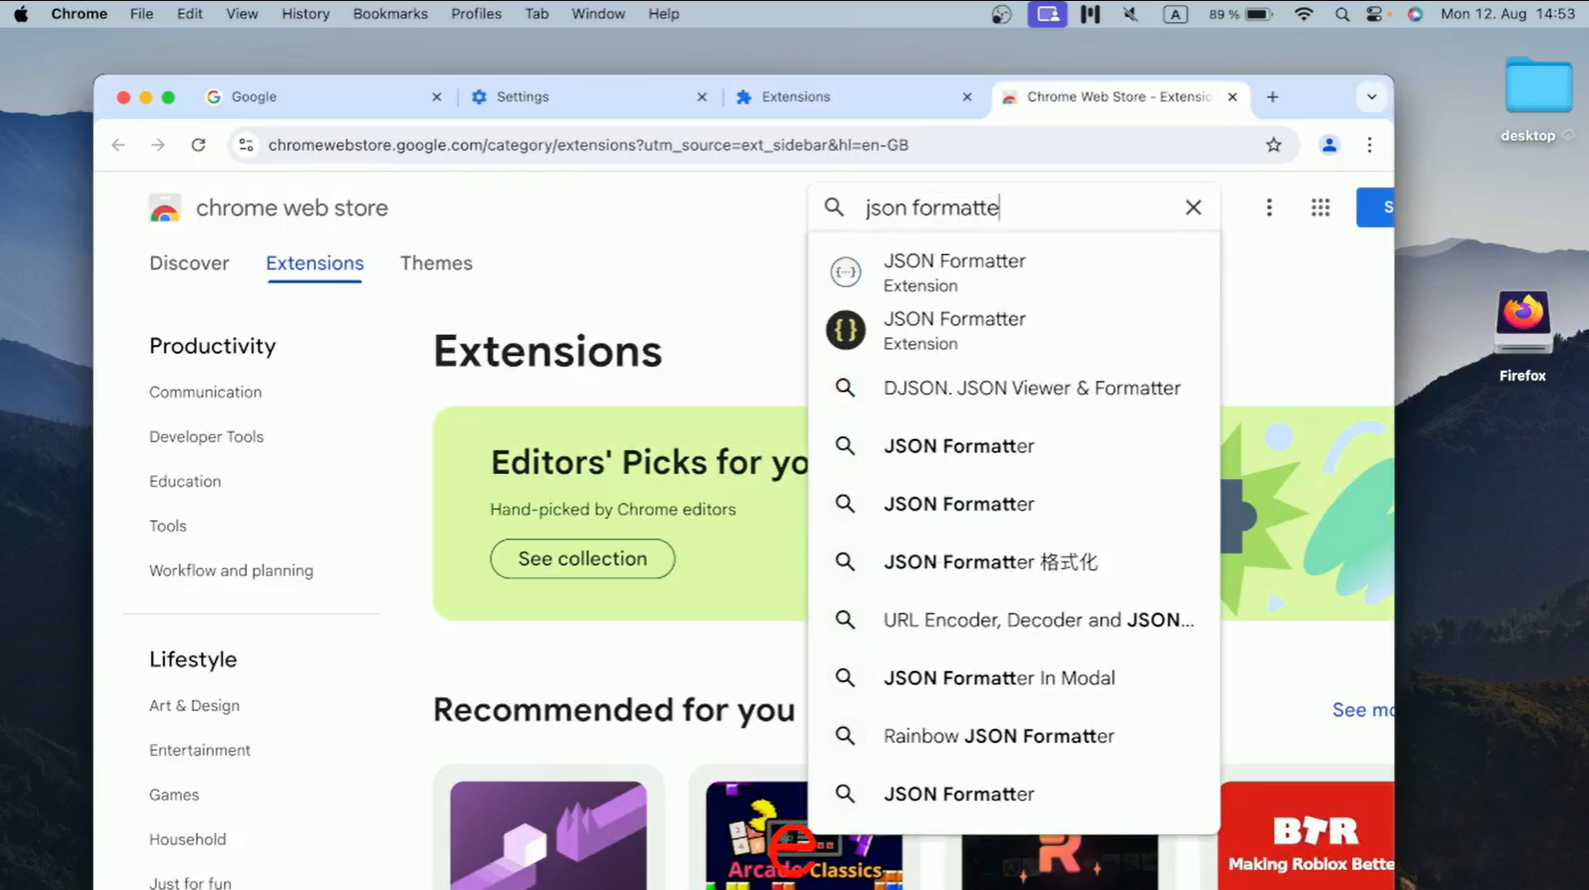 Chrome File Edit View History Bookmarks Profiles Tab Window Help A 89 % Mon 12. Aug 14:53
Google Settings Extensions Chrome Web Store - Extensio
chromewebstore.google.com/category/extensions?utm_source=ext_sidebar&hl=en-GB
chrome web store
json formatte
S
Discover Extensions Themes
JSON Formatter
Extension
JSON Formatter
Extension
DJSON. JSON Viewer & Formatter
JSON Formatter
JSON Formatter
JSON Formatter 格式化
URL Encoder, Decoder and JSON...
JSON Formatter In Modal
Rainbow JSON Formatter
JSON Formatter
Productivity
Communication
Developer Tools
Education
Tools
Workflow and planning
Lifestyle
Art & Design
Entertainment
Games
Household
Just for fun
Extensions
Editors' Picks for yo
Hand-picked by Chrome editors
See collection
Recommended for you
See mo
Arcade Classics
e
R
BTR
Making Roblox Bette
desktop
Firefox